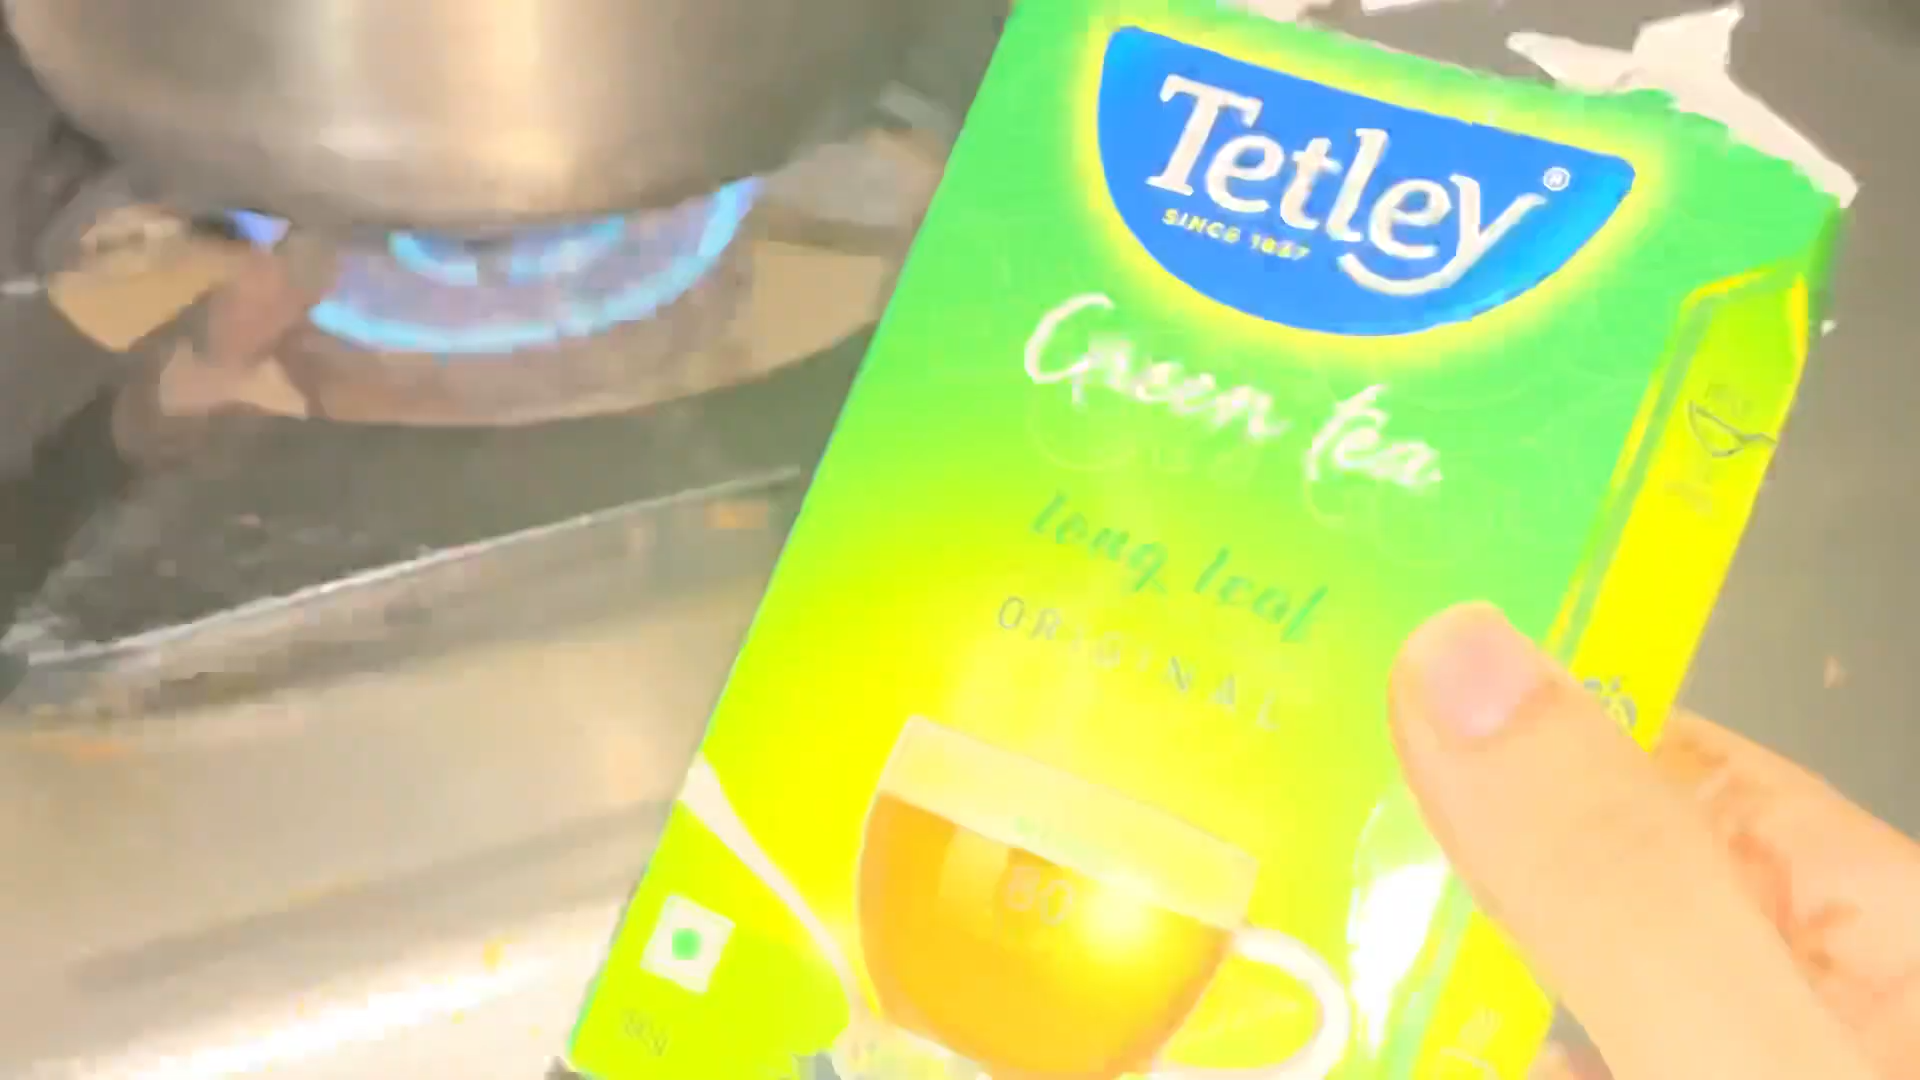 Tetley®
SINCE 1837
Green tea
long leaf
ORIGINAL